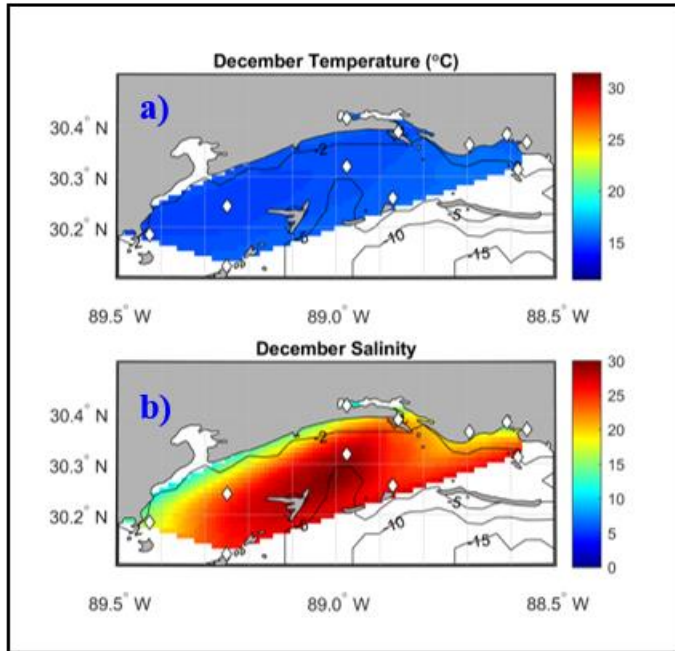 December Temperature (°C)
a)
30.4° N
30.3° N
30.2° N
-2
-5
-6
-10
-15
89.5° W
89.0° W
88.5° W
30
25
20
15
December Salinity
b)
30.4° N
30.3° N
30.2° N
-2
-5
-6
-10
-15
89.5° W
89.0° W
88.5° W
30
25
20
15
10
5
0